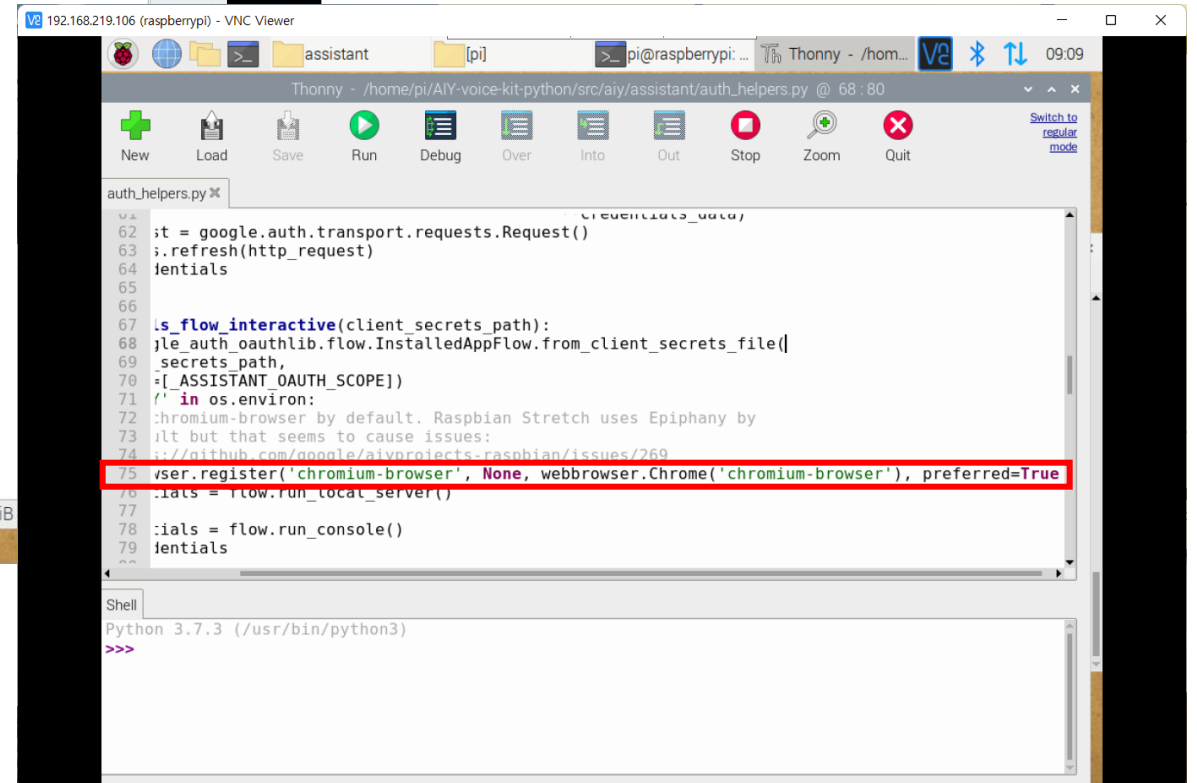 192.168.219.106 (raspberrypi) - VNC Viewer
assistant [pi] pi@raspberrypi: ... Thonny - /hom... 09:09
Thonny - /home/pi/AIY-voice-kit-python/src/aiy/assistant/auth_helpers.py @ 68:80
New Load Save Run Debug Over Into Out Stop Zoom Quit
Switch to
regular
mode
auth_helpers.py
61 credentials_data)
62 st = google.auth.transport.requests.Request()
63 s.refresh(http_request)
64 dentials
65
66
67 ls_flow_interactive(client_secrets_path):
68 gle_auth_oauthlib.flow.InstalledAppFlow.from_client_secrets_file(
69 _secrets_path,
70 =[_ASSISTANT_OAUTH_SCOPE])
71 Y' in os.environ:
72 chromium-browser by default. Raspbian Stretch uses Epiphany by
73 ult but that seems to cause issues:
74 s://github.com/google/aiyprojects-raspbian/issues/269
75 wser.register('chromium-browser', None, webbrowser.Chrome('chromium-browser'), preferred=True
76 tials = flow.run_local_server()
77
78 tials = flow.run_console()
79 dentials
iB
Shell
Python 3.7.3 (/usr/bin/python3)
>>>